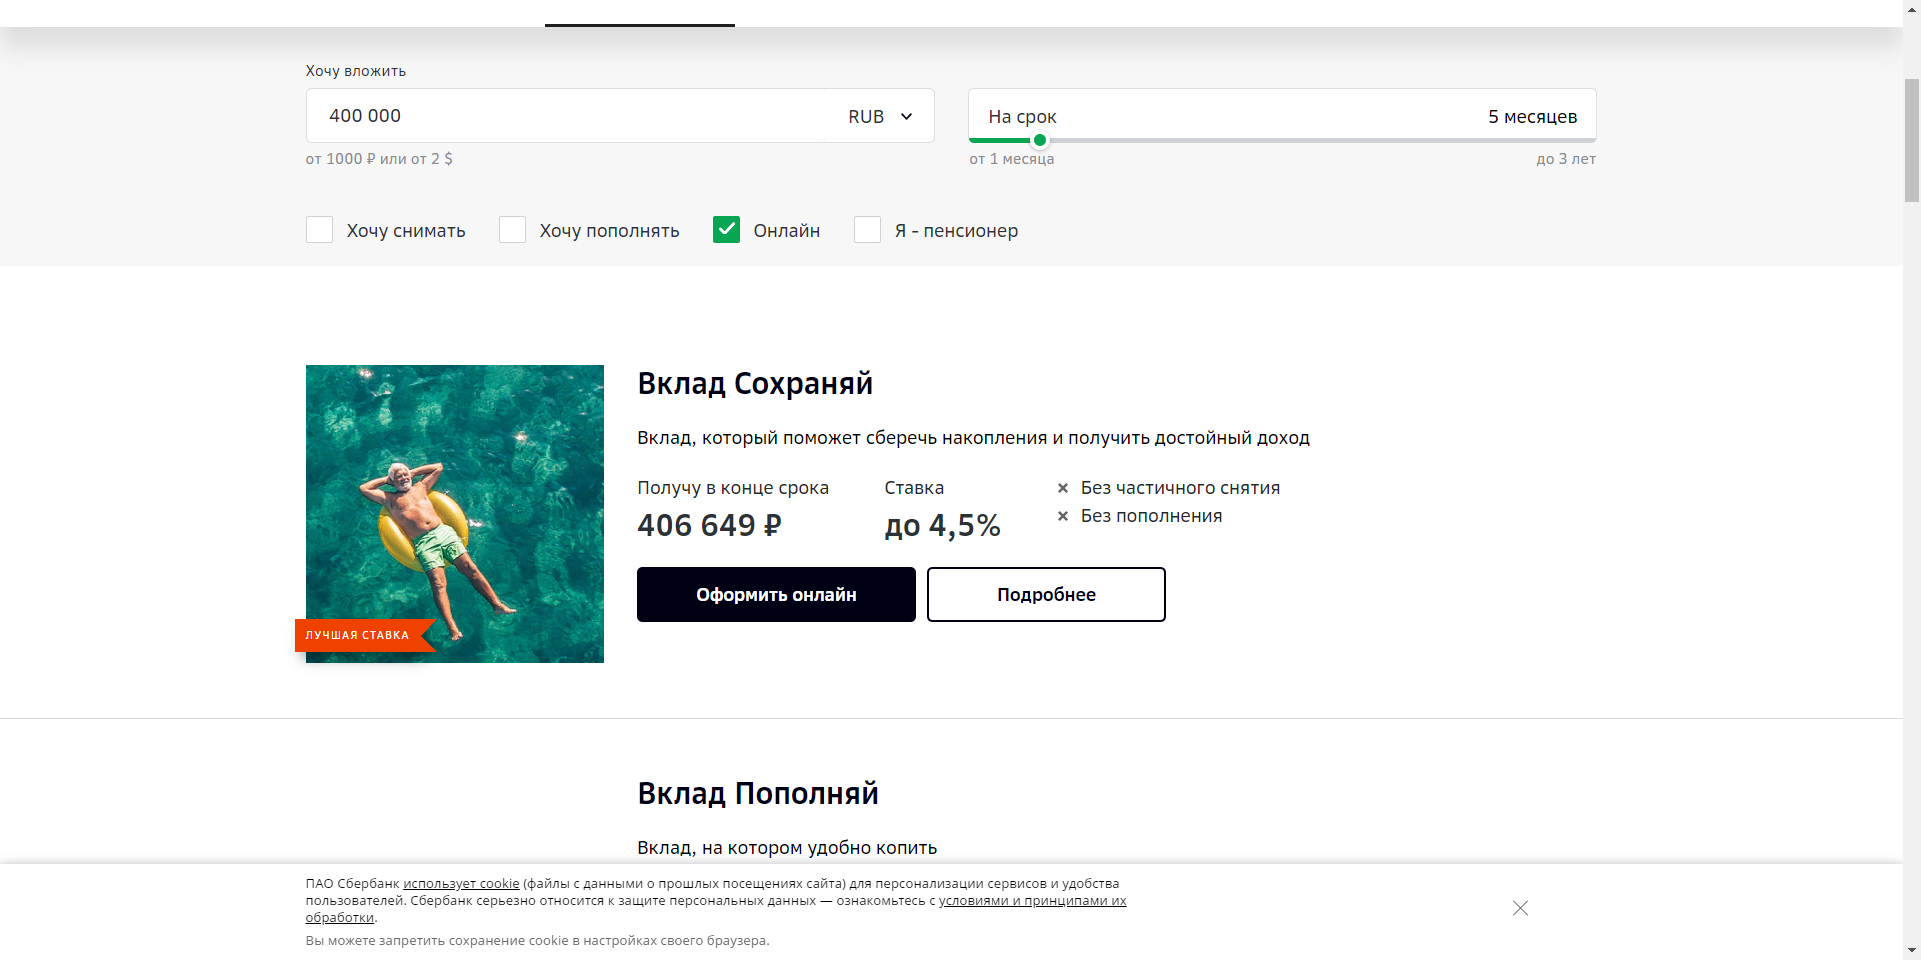 Хочу вложить
400 000 RUB
На срок 5 месяцев
от 1000 ₽ или от 2 $
от 1 месяца до 3 лет
Хочу снимать Хочу пополнять Онлайн Я - пенсионер
Вклад Сохраняй
Вклад, который поможет сберечь накопления и получить достойный доход
Получу в конце срока
406 649 ₽
Ставка
до 4,5%
Без частичного снятия
Без пополнения
Оформить онлайн Подробнее
ЛУЧШАЯ СТАВКА
Вклад Пополняй
Вклад, на котором удобно копить
ПАО Сбербанк использует cookie (файлы с данными о прошлых посещениях сайта) для персонализации сервисов и удобства
пользователей. Сбербанк серьезно относится к защите персональных данных — ознакомьтесь с условиями и принципами их
обработки.
Вы можете запретить сохранение cookie в настройках своего браузера.